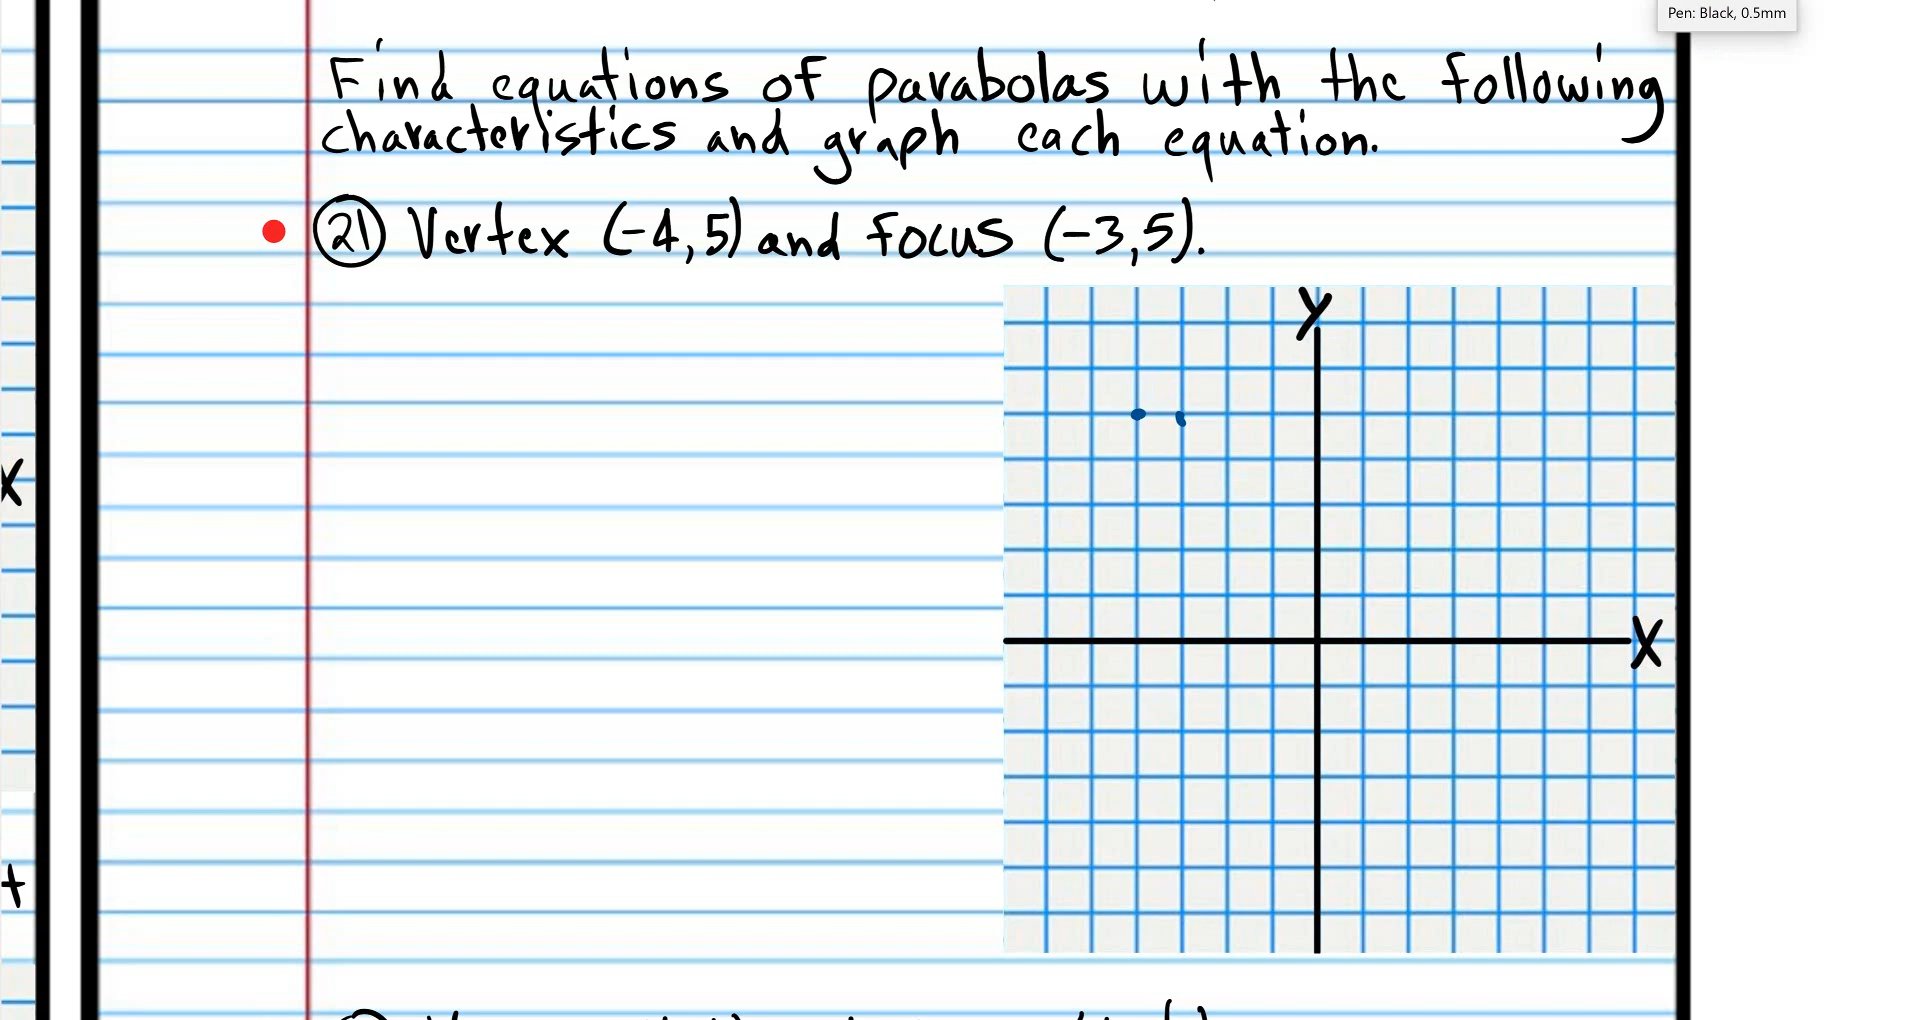 Pen: Black, 0.5mm
Find equations of parabolas with the following
characteristics and graph each equation.
21 Vertex (-4,5) and focus (-3,5).
y
x
x
+